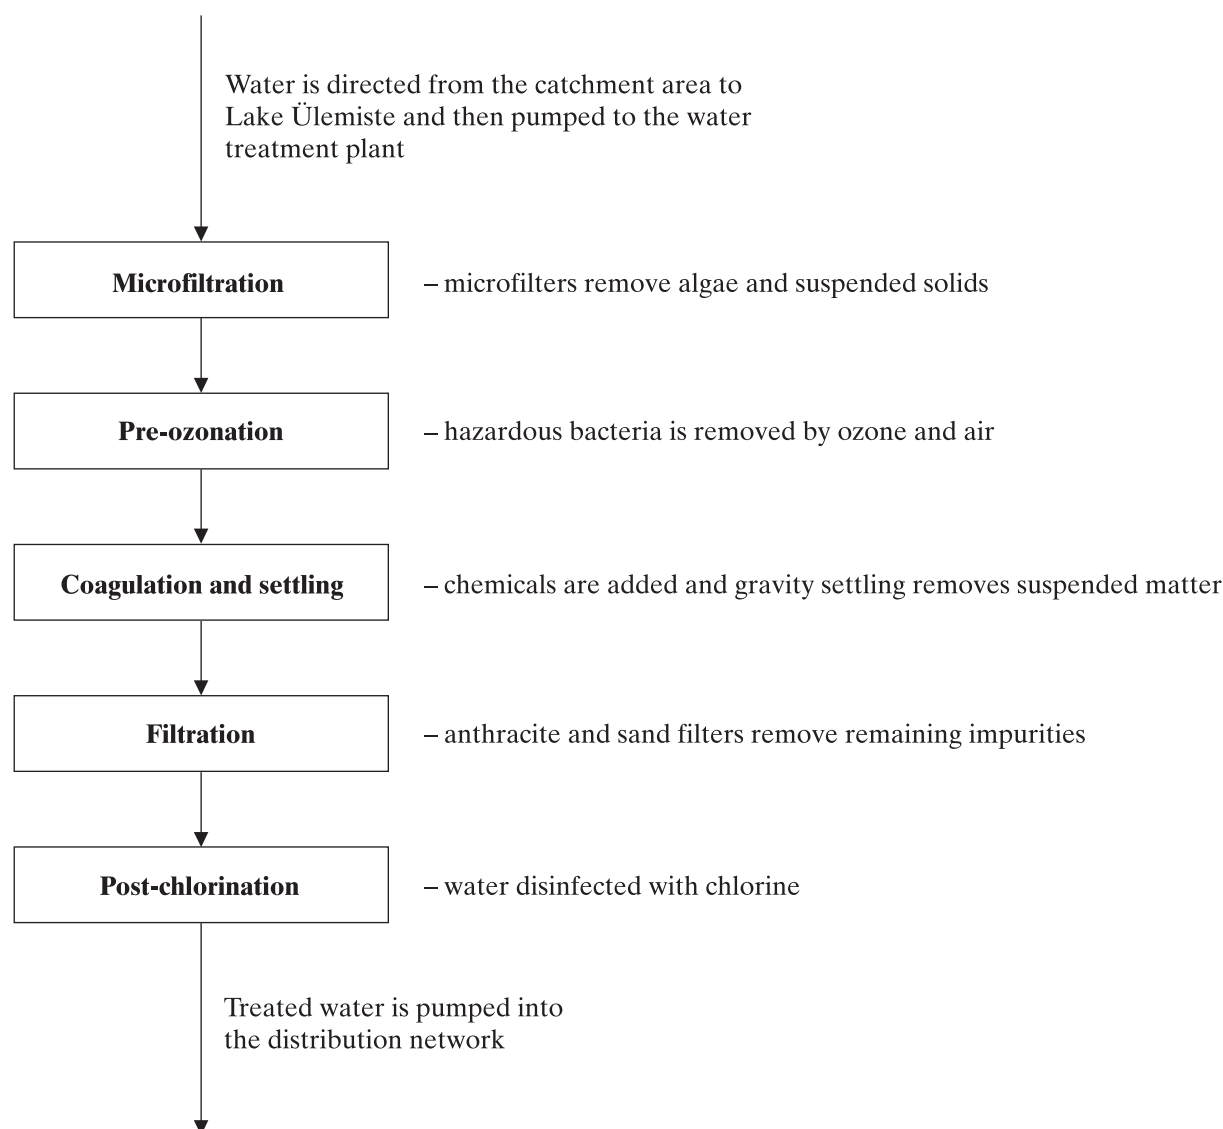 Water is directed from the catchment area to
Lake Ülemiste and then pumped to the water
treatment plant
Microfiltration
– microfilters remove algae and suspended solids
Pre-ozonation
– hazardous bacteria is removed by ozone and air
Coagulation and settling
– chemicals are added and gravity settling removes suspended matter
Filtration
– anthracite and sand filters remove remaining impurities
Post-chlorination
– water disinfected with chlorine
Treated water is pumped into
the distribution network